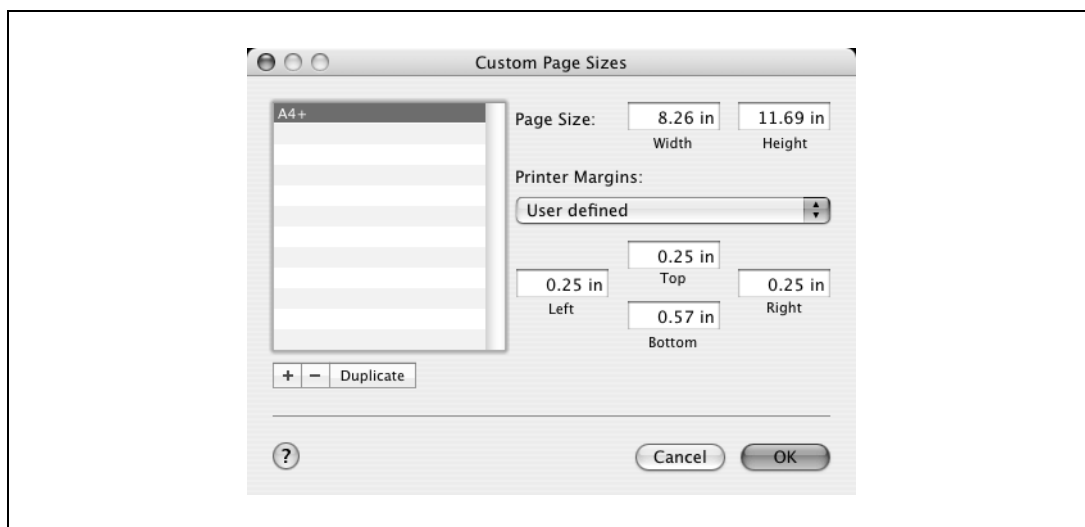 Custom Page Sizes
A4+
Page Size:
8.26 in
11.69 in
Width
Height
Printer Margins:
User defined
0.25 in
Top
0.25 in
Left
0.25 in
Right
0.57 in
Bottom
+ − Duplicate
?
Cancel
OK